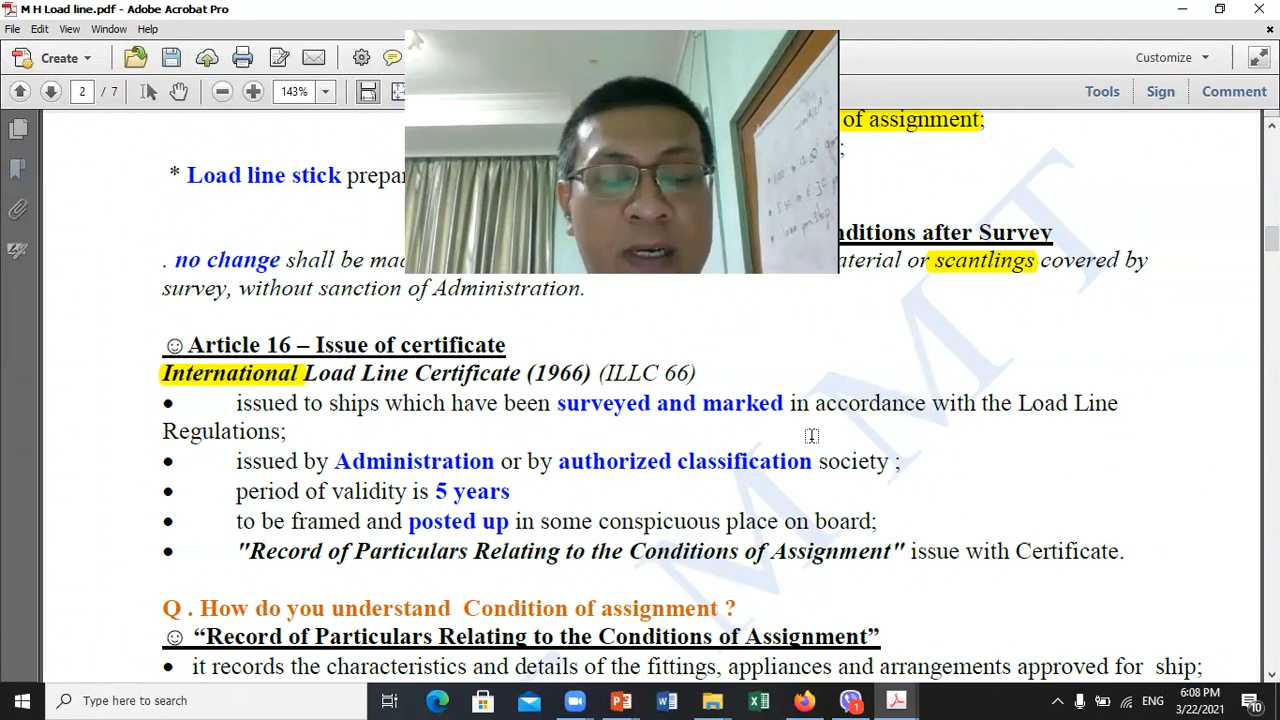 M H Load line.pdf - Adobe Acrobat Pro
File Edit View Window Help
Create Customize
2 / 7 143% Tools Sign Comment
of assignment;
;
* Load line stick prepa
nditions after Survey
. no change shall be mad aterial or scantlings covered by
survey, without sanction of Administration.
☺Article 16 – Issue of certificate
International Load Line Certificate (1966) (ILLC 66)
• issued to ships which have been surveyed and marked in accordance with the Load Line
Regulations;
• issued by Administration or by authorized classification society ;
• period of validity is 5 years
• to be framed and posted up in some conspicuous place on board;
• "Record of Particulars Relating to the Conditions of Assignment" issue with Certificate.
Q . How do you understand Condition of assignment ?
☺ “Record of Particulars Relating to the Conditions of Assignment”
• it records the characteristics and details of the fittings, appliances and arrangements approved for ship;
M M T
Type here to search
ENG
6:08 PM
3/22/2021
10
1